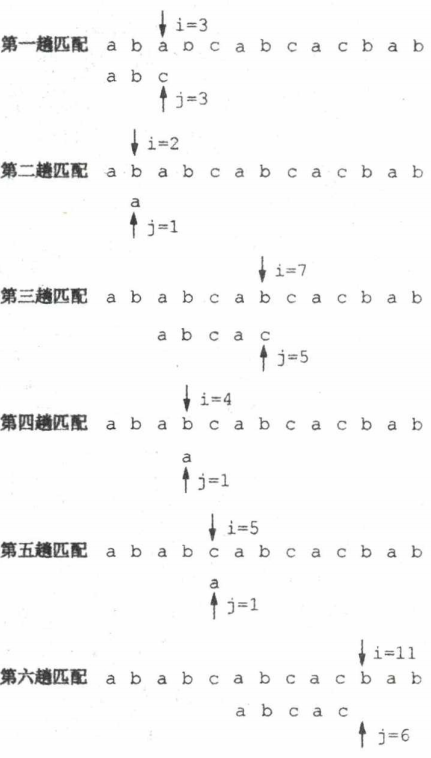 i=3
第一趟匹配 a b a b c a b c a c b a b
a b c
j=3
i=2
第二趟匹配 a b a b c a b c a c b a b
a
j=1
i=7
第三趟匹配 a b a b c a b c a c b a b
a b c a c
j=5
i=4
第四趟匹配 a b a b c a b c a c b a b
a
j=1
i=5
第五趟匹配 a b a b c a b c a c b a b
a
j=1
i=11
第六趟匹配 a b a b c a b c a c b a b
a b c a c
j=6